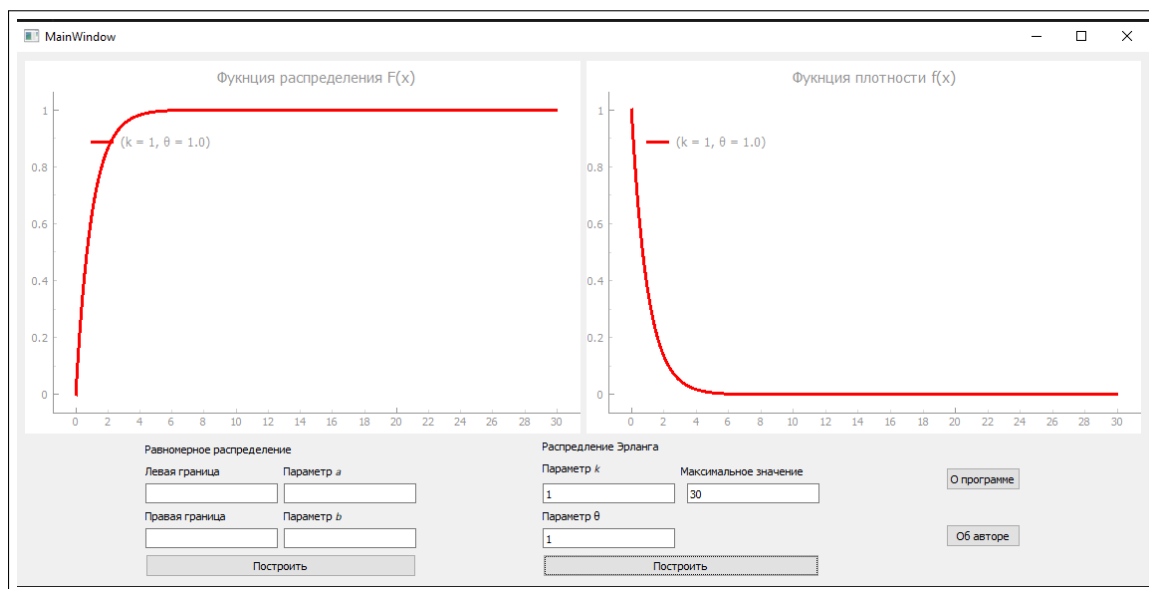 MainWindow
Фукнция распределения F(x)
1
0.8
0.6
0.4
0.2
0
(k = 1, θ = 1.0)
0 2 4 6 8 10 12 14 16 18 20 22 24 26 28 30
Фукнция плотности f(x)
1
0.8
0.6
0.4
0.2
0
(k = 1, θ = 1.0)
0 2 4 6 8 10 12 14 16 18 20 22 24 26 28 30
Равномерное распределение
Левая граница Параметр a
Правая граница Параметр b
Построить
Распредление Эрланга
Параметр k Максимальное значение
1 30
Параметр θ
1
Построить
О программе
Об авторе